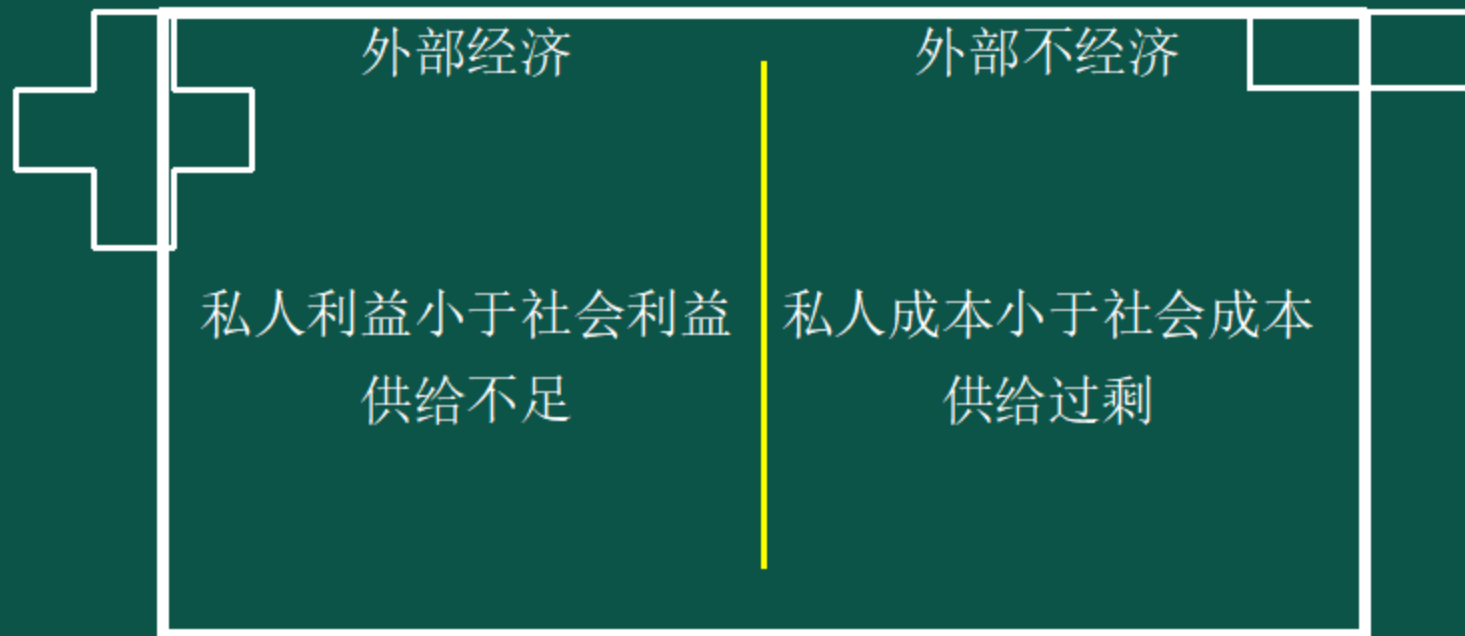 外部经济
私人利益小于社会利益
供给不足
外部不经济
私人成本小于社会成本
供给过剩